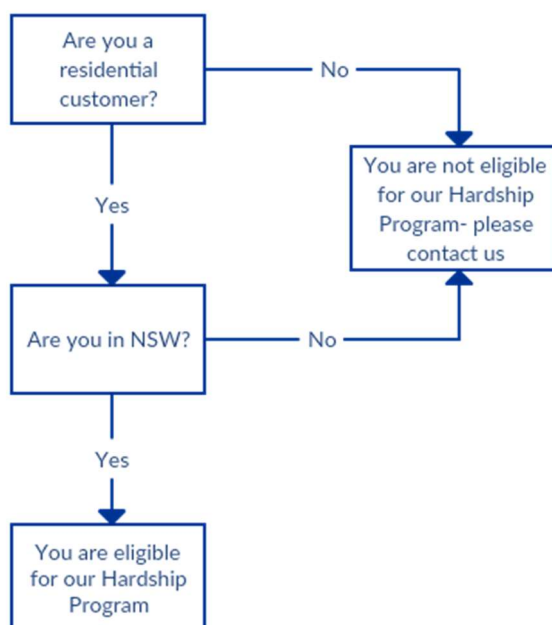 Are you a
residential
customer?
No
You are not eligible
for our Hardship
Program- please
contact us
Yes
Are you in NSW?
No
Yes
You are eligible
for our Hardship
Program